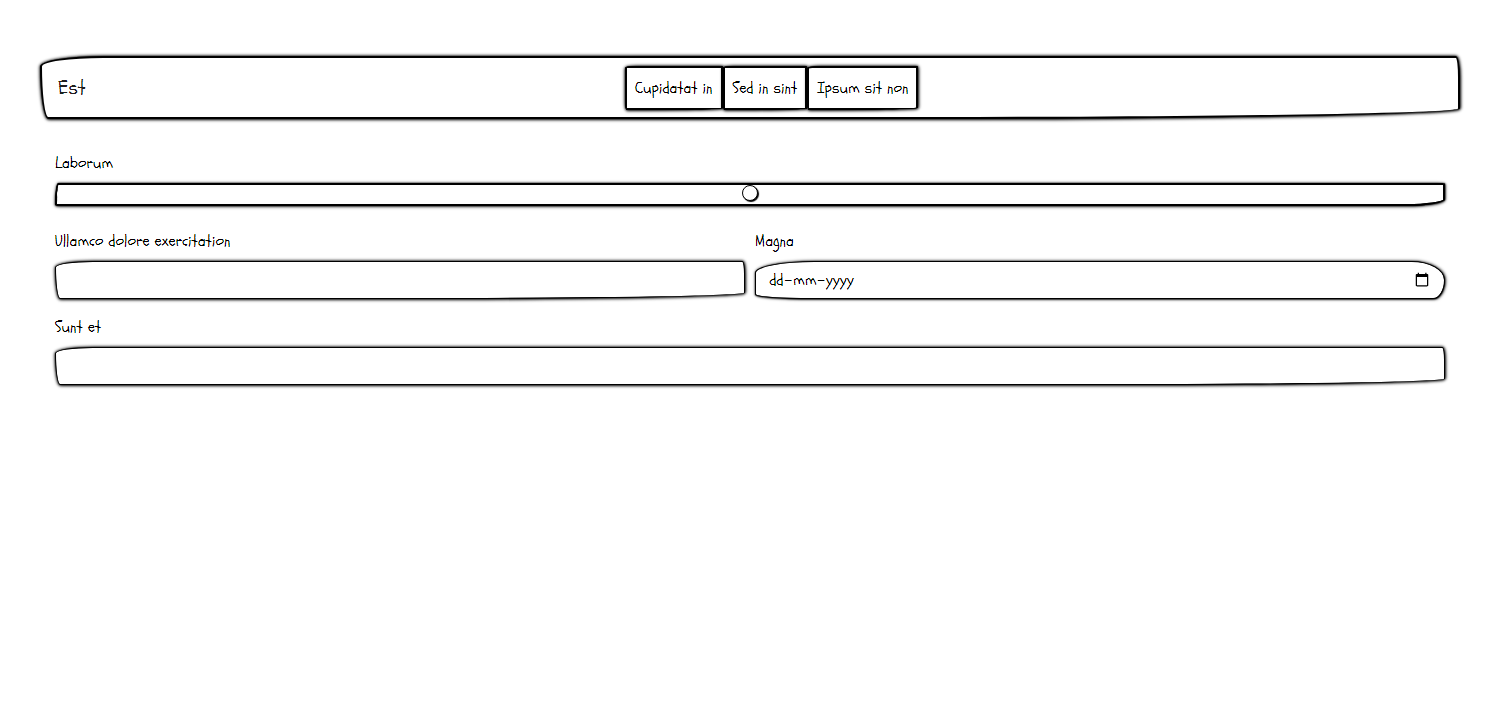 Est Cupidatat in Sed in sint Ipsum sit non
Laborum
Ullamco dolore exercitation Magna
dd-mm-yyyy
Sunt et